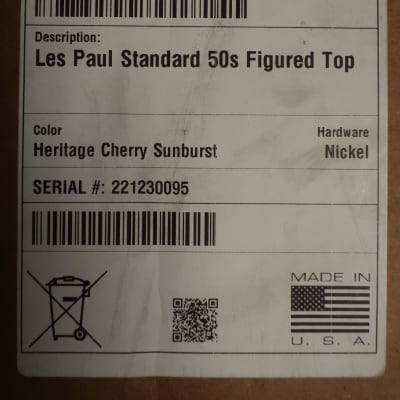 Description:
Les Paul Standard 50s Figured Top
Color Hardware
Heritage Cherry Sunburst Nickel
SERIAL #: 221230095
MADE IN
U. S. A.